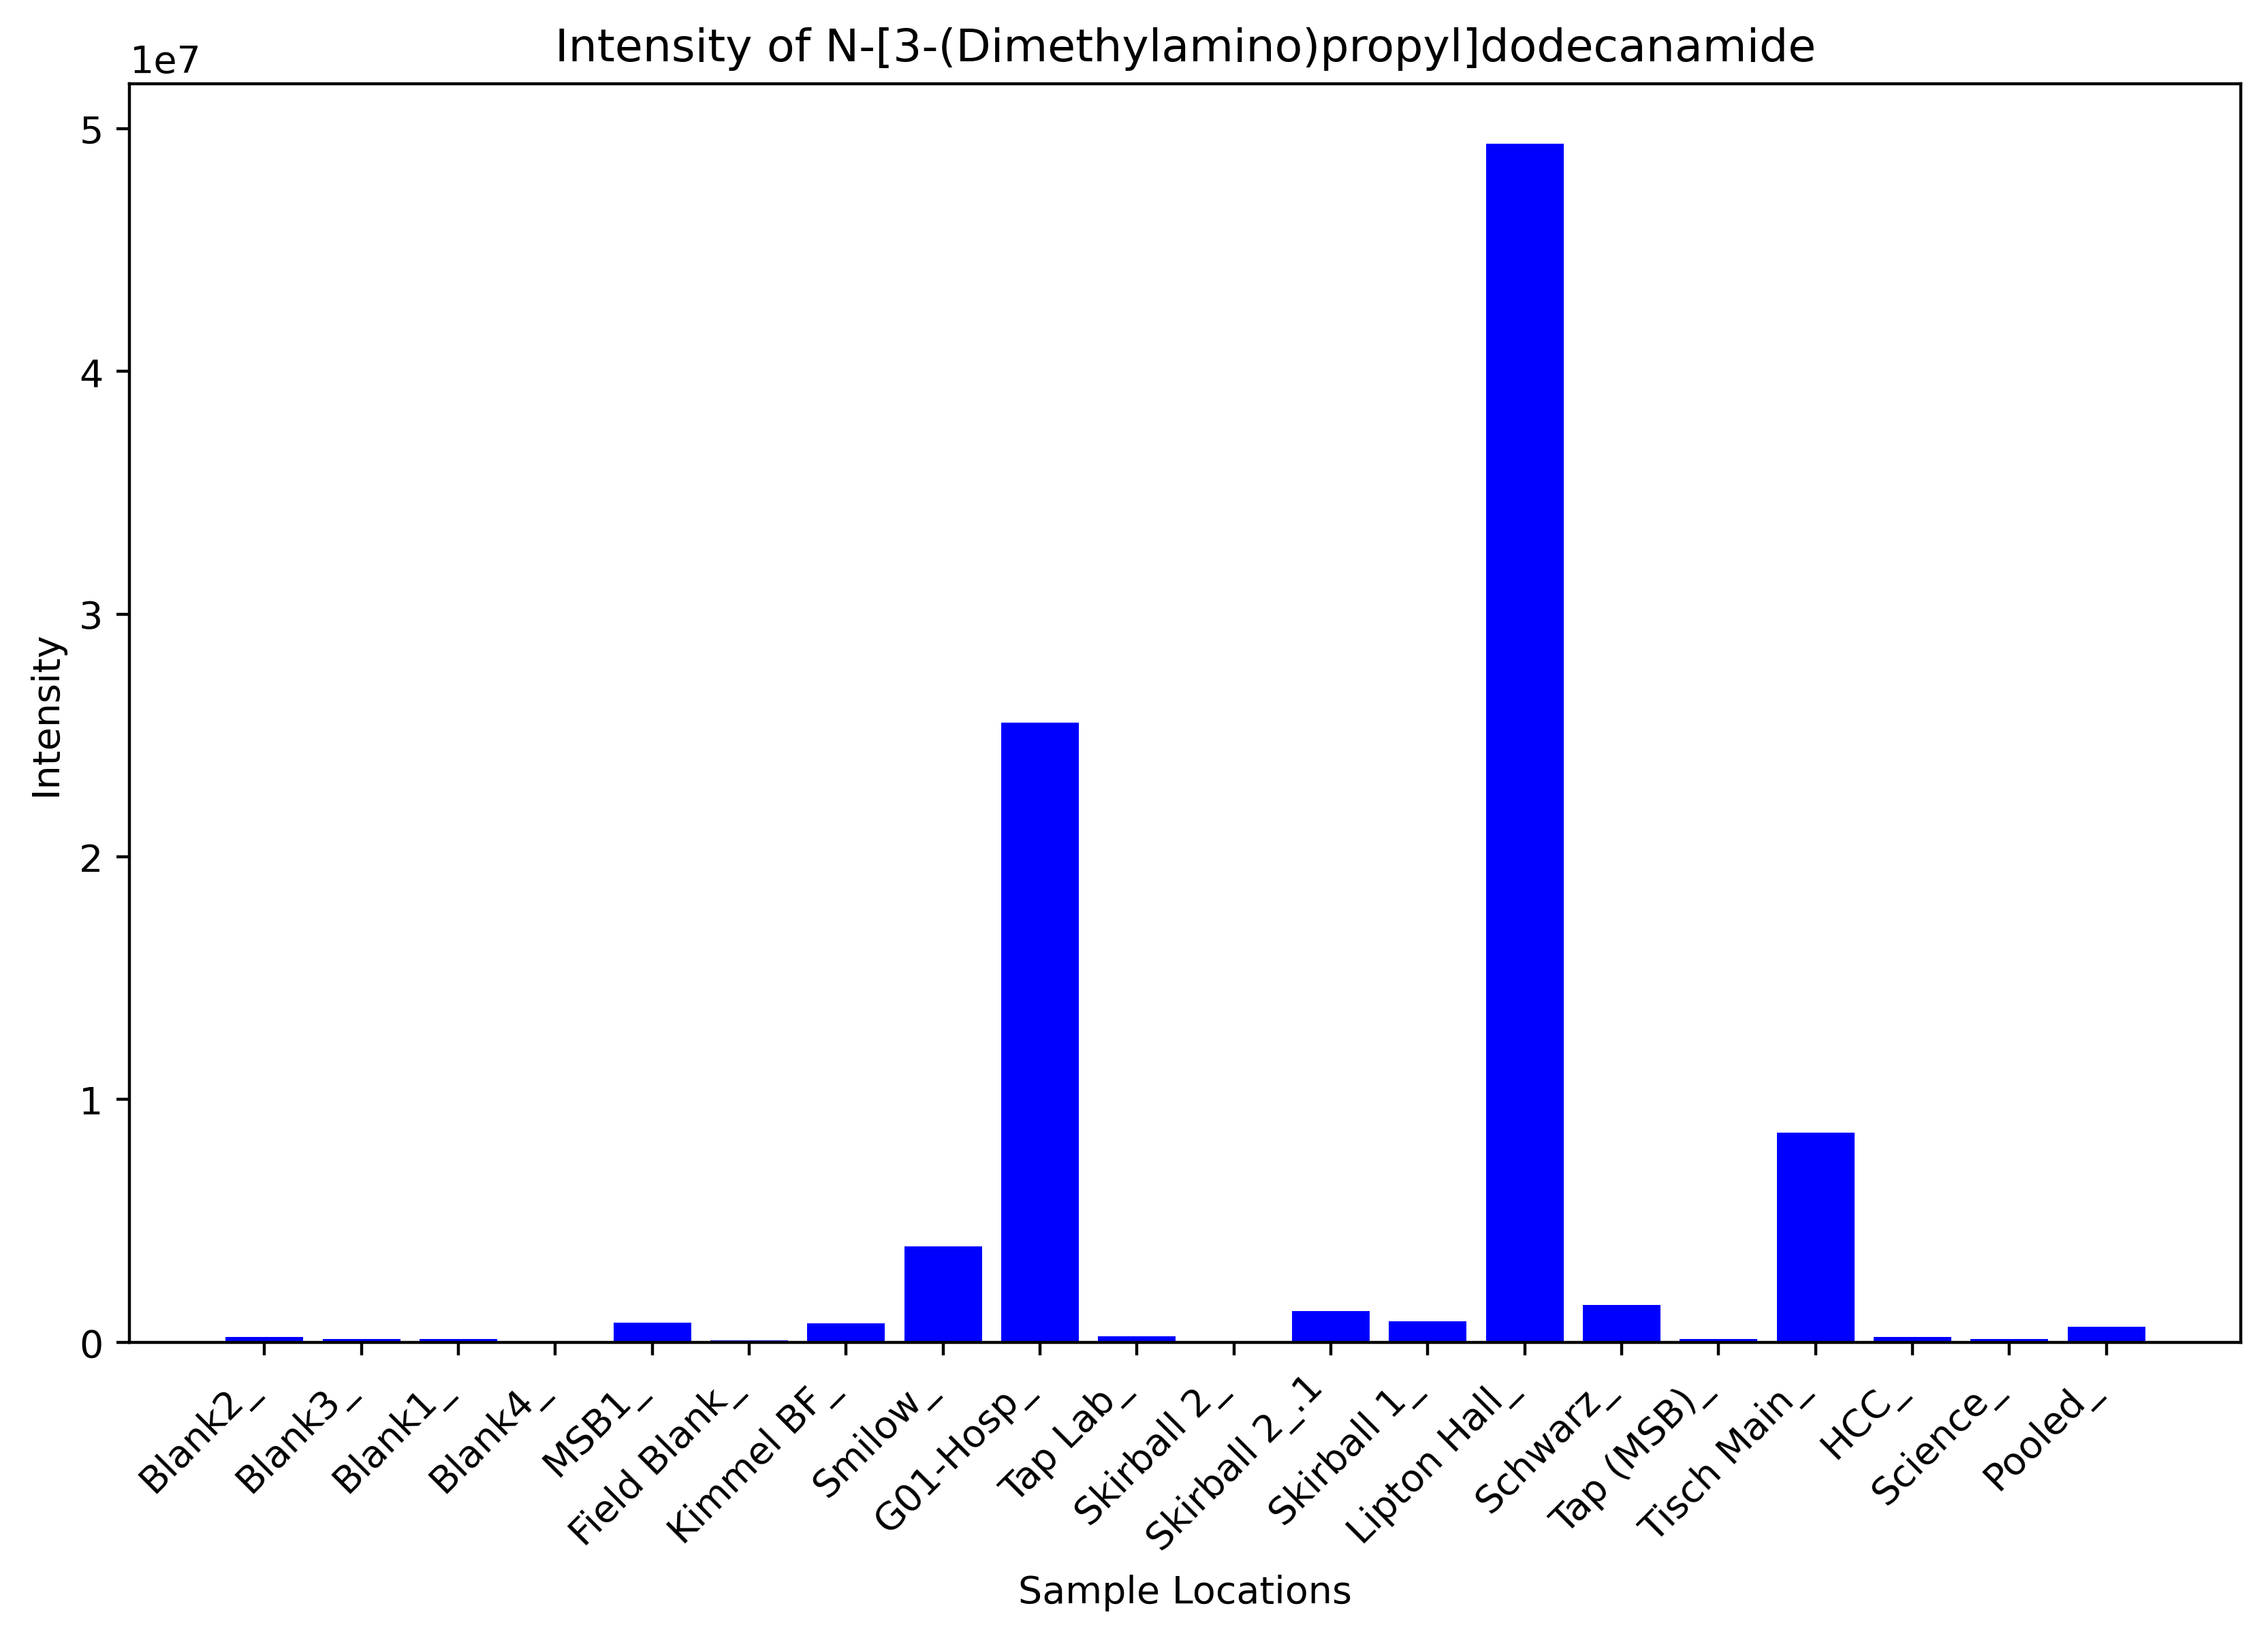 Intensity of N-[3-(Dimethylamino)propyl]dodecanamide
1e7
5
4
3
2
1
0
Intensity
Blank2_
Blank3_
Blank1_
Blank4_
MSB1_
Field Blank_
Kimmel BF_
Smilow_
G01-Hosp_
Tap Lab_
Skirball 2_
Skirball 2_.1
Skirball 1_
Lipton Hall_
Schwarz_
Tap (MSB)_
Tisch Main_
HCC_
Science_
Pooled_
Sample Locations